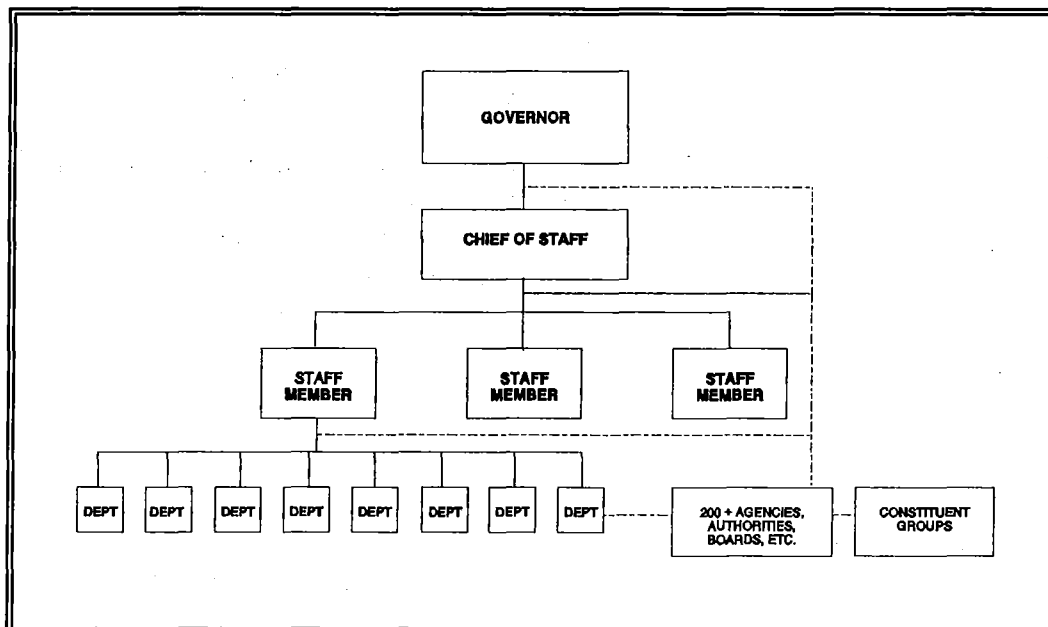 GOVERNOR
CHIEF OF STAFF
STAFF
MEMBER
STAFF
MEMBER
STAFF
MEMBER
DEPT
DEPT
DEPT
DEPT
DEPT
DEPT
DEPT
DEPT
200 + AGENCIES,
AUTHORITIES,
BOARDS, ETC.
CONSTITUENT
GROUPS